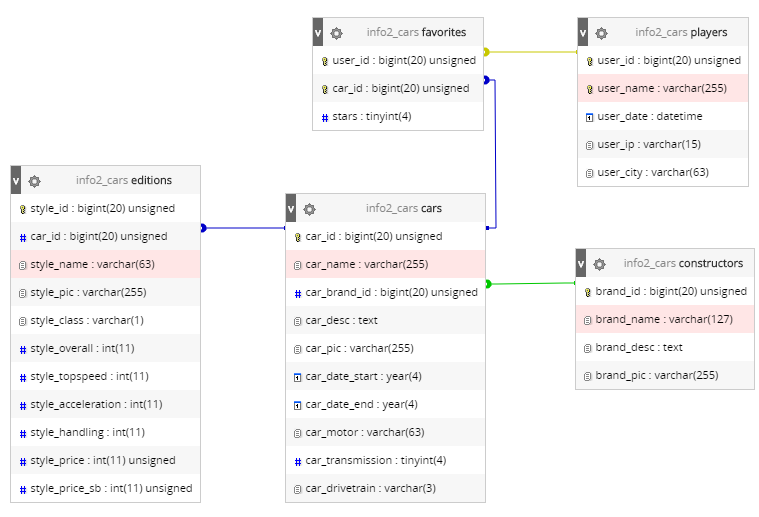 v info2_cars favorites
user_id : bigint(20) unsigned
car_id : bigint(20) unsigned
# stars : tinyint(4)
v info2_cars players
user_id : bigint(20) unsigned
user_name : varchar(255)
user_date : datetime
user_ip : varchar(15)
user_city : varchar(63)
v info2_cars editions
style_id : bigint(20) unsigned
# car_id : bigint(20) unsigned
style_name : varchar(63)
style_pic : varchar(255)
style_class : varchar(1)
# style_overall : int(11)
# style_topspeed : int(11)
# style_acceleration : int(11)
# style_handling : int(11)
# style_price : int(11) unsigned
# style_price_sb : int(11) unsigned
v info2_cars cars
car_id : bigint(20) unsigned
car_name : varchar(255)
# car_brand_id : bigint(20) unsigned
car_desc : text
car_pic : varchar(255)
car_date_start : year(4)
car_date_end : year(4)
car_motor : varchar(63)
# car_transmission : tinyint(4)
car_drivetrain : varchar(3)
v info2_cars constructors
brand_id : bigint(20) unsigned
brand_name : varchar(127)
brand_desc : text
brand_pic : varchar(255)